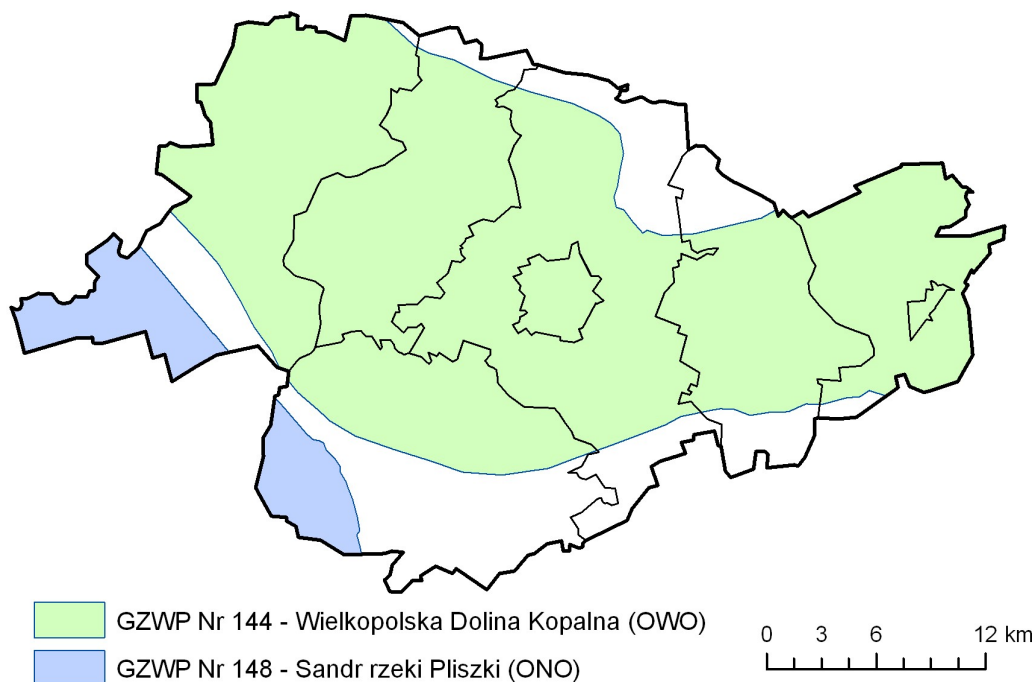 GZWP Nr 144 - Wielkopolska Dolina Kopalna (OWO)
GZWP Nr 148 - Sandr rzeki Pliszki (ONO)
0 3 6 12 km